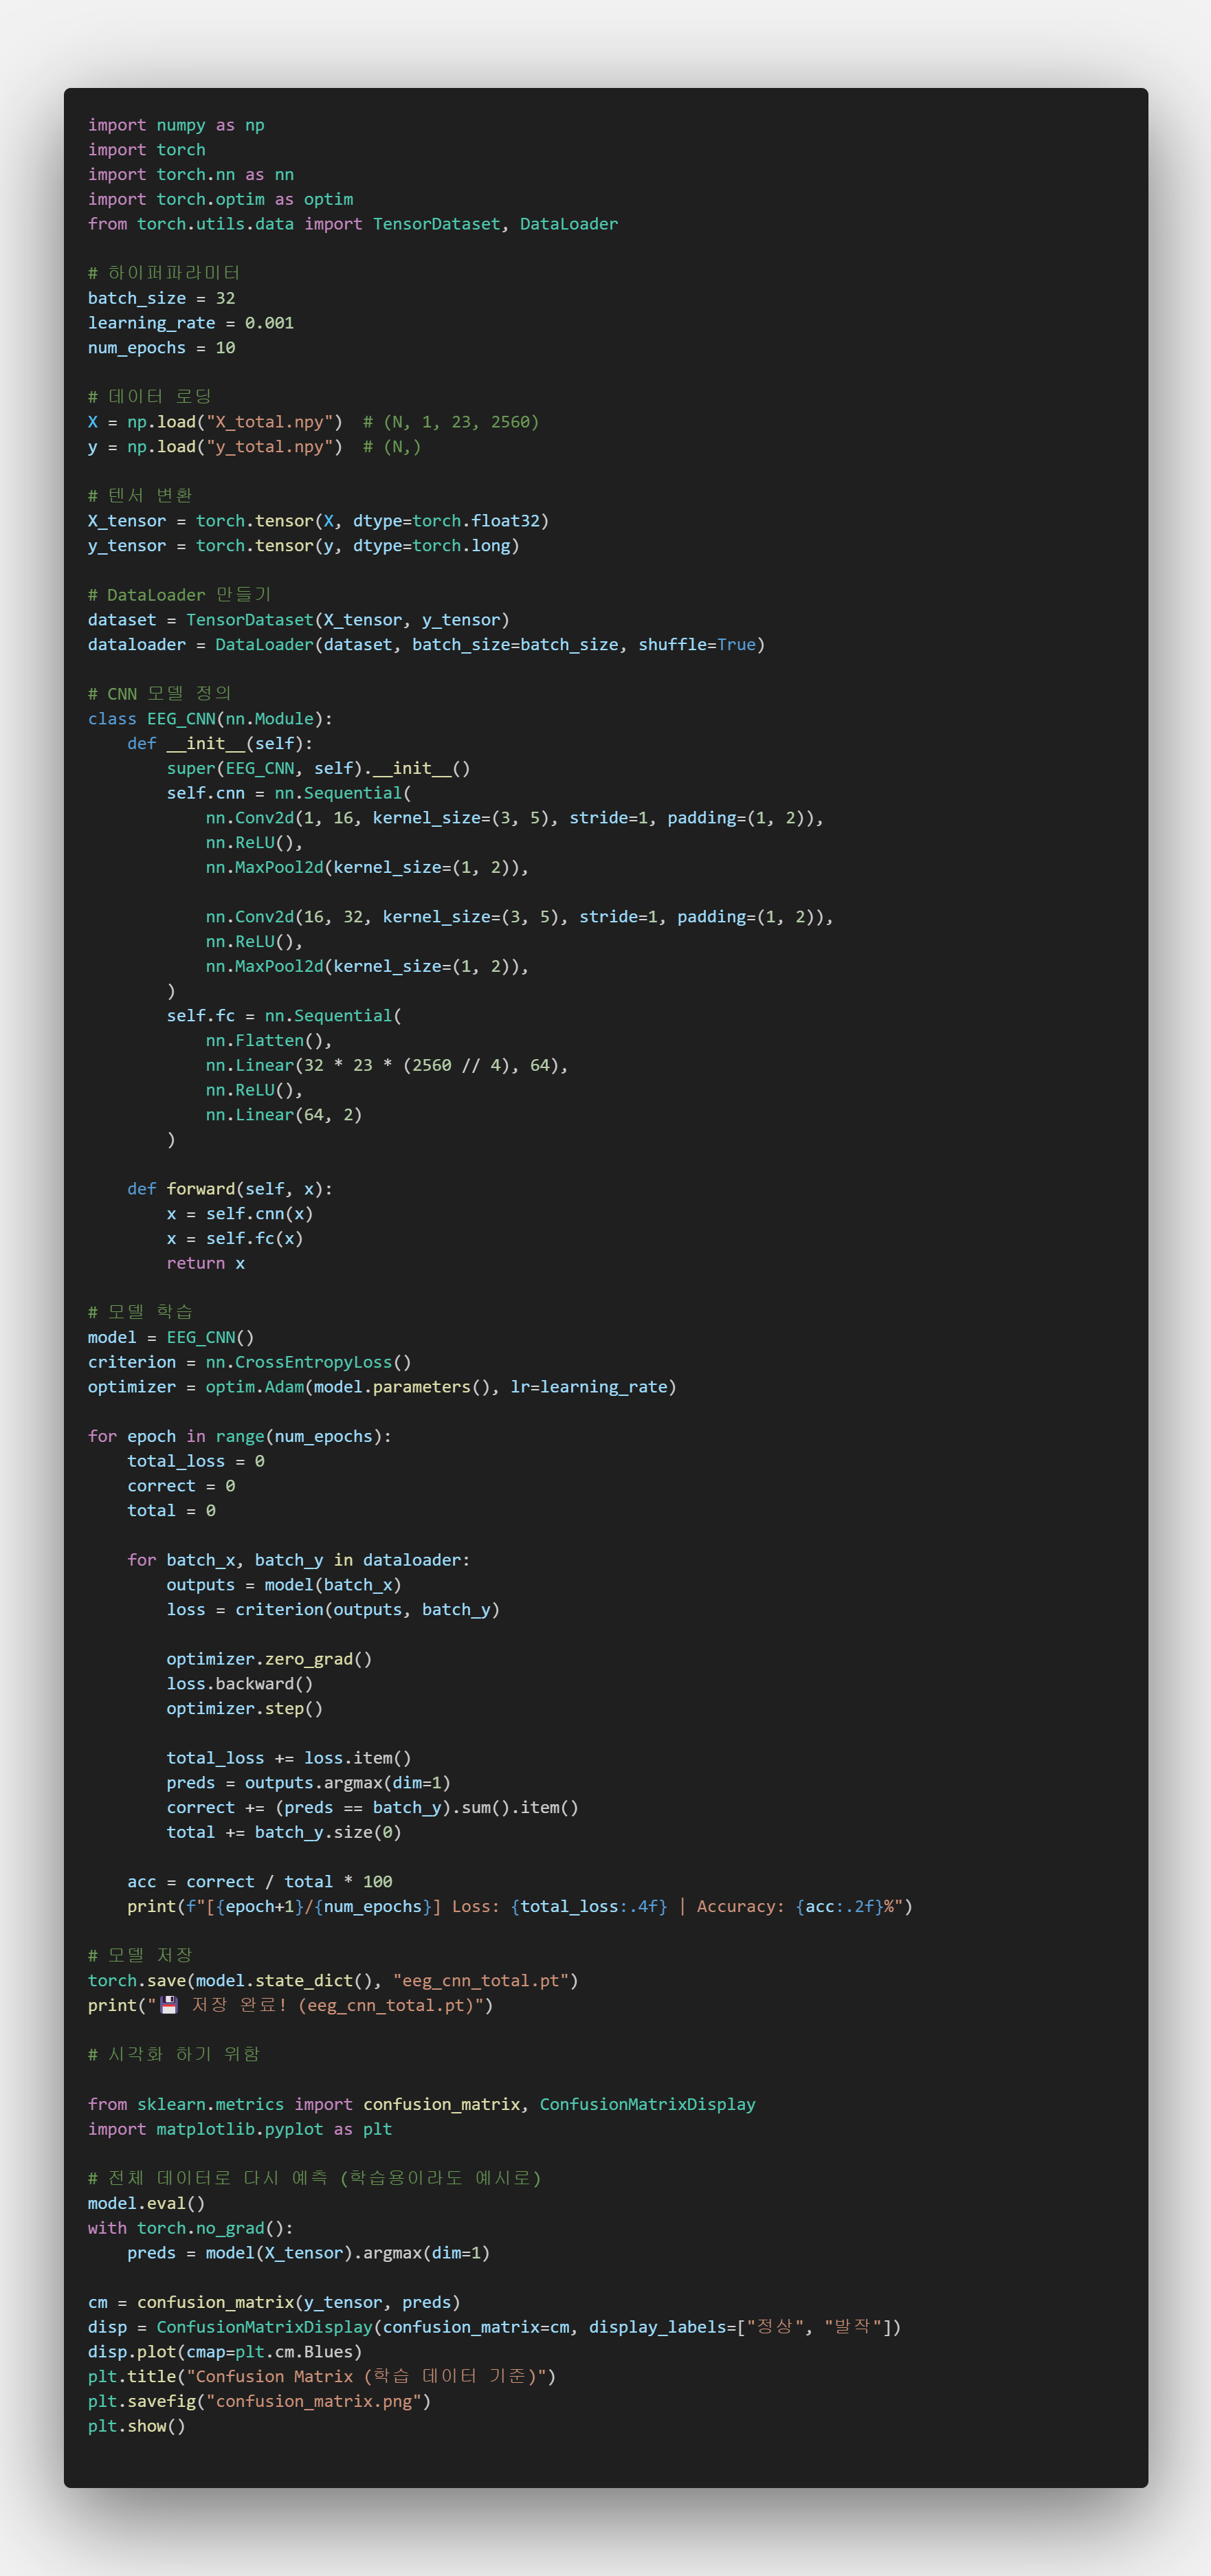 import numpy as np
import torch
import torch.nn as nn
import torch.optim as optim
from torch.utils.data import TensorDataset, DataLoader

# 하이퍼파라미터
batch_size = 32
learning_rate = 0.001
num_epochs = 10

# 데이터 로딩
X = np.load("X_total.npy")  # (N, 1, 23, 2560)
y = np.load("y_total.npy")  # (N,)

# 텐서 변환
X_tensor = torch.tensor(X, dtype=torch.float32)
y_tensor = torch.tensor(y, dtype=torch.long)

# DataLoader 만들기
dataset = TensorDataset(X_tensor, y_tensor)
dataloader = DataLoader(dataset, batch_size=batch_size, shuffle=True)

# CNN 모델 정의
class EEG_CNN(nn.Module):
    def __init__(self):
        super(EEG_CNN, self).__init__()
        self.cnn = nn.Sequential(
            nn.Conv2d(1, 16, kernel_size=(3, 5), stride=1, padding=(1, 2)),
            nn.ReLU(),
            nn.MaxPool2d(kernel_size=(1, 2)),

            nn.Conv2d(16, 32, kernel_size=(3, 5), stride=1, padding=(1, 2)),
            nn.ReLU(),
            nn.MaxPool2d(kernel_size=(1, 2)),
        )
        self.fc = nn.Sequential(
            nn.Flatten(),
            nn.Linear(32 * 23 * (2560 // 4), 64),
            nn.ReLU(),
            nn.Linear(64, 2)
        )

    def forward(self, x):
        x = self.cnn(x)
        x = self.fc(x)
        return x

# 모델 학습
model = EEG_CNN()
criterion = nn.CrossEntropyLoss()
optimizer = optim.Adam(model.parameters(), lr=learning_rate)

for epoch in range(num_epochs):
    total_loss = 0
    correct = 0
    total = 0

    for batch_x, batch_y in dataloader:
        outputs = model(batch_x)
        loss = criterion(outputs, batch_y)

        optimizer.zero_grad()
        loss.backward()
        optimizer.step()

        total_loss += loss.item()
        preds = outputs.argmax(dim=1)
        correct += (preds == batch_y).sum().item()
        total += batch_y.size(0)

    acc = correct / total * 100
    print(f"[{epoch+1}/{num_epochs}] Loss: {total_loss:.4f} | Accuracy: {acc:.2f}%")

# 모델 저장
torch.save(model.state_dict(), "eeg_cnn_total.pt")
print("💾 저장 완료! (eeg_cnn_total.pt)")

# 시각화 하기 위함

from sklearn.metrics import confusion_matrix, ConfusionMatrixDisplay
import matplotlib.pyplot as plt

# 전체 데이터로 다시 예측 (학습용이라도 예시로)
model.eval()
with torch.no_grad():
    preds = model(X_tensor).argmax(dim=1)

cm = confusion_matrix(y_tensor, preds)
disp = ConfusionMatrixDisplay(confusion_matrix=cm, display_labels=["정상", "발작"])
disp.plot(cmap=plt.cm.Blues)
plt.title("Confusion Matrix (학습 데이터 기준)")
plt.savefig("confusion_matrix.png")
plt.show()